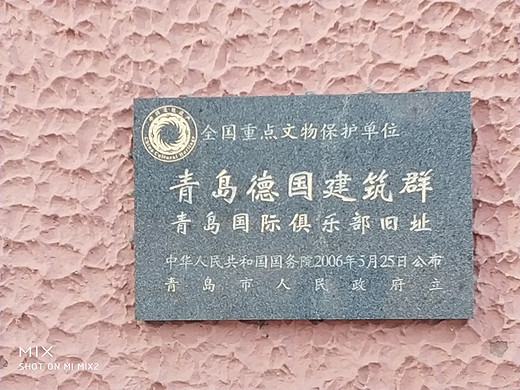 全国重点文物保护单位
青岛德国建筑群
青岛国际俱乐部旧址
中华人民共和国国务院2006年5月25日公布
青岛市人民政府立
MIX
SHOT ON MI MIX2